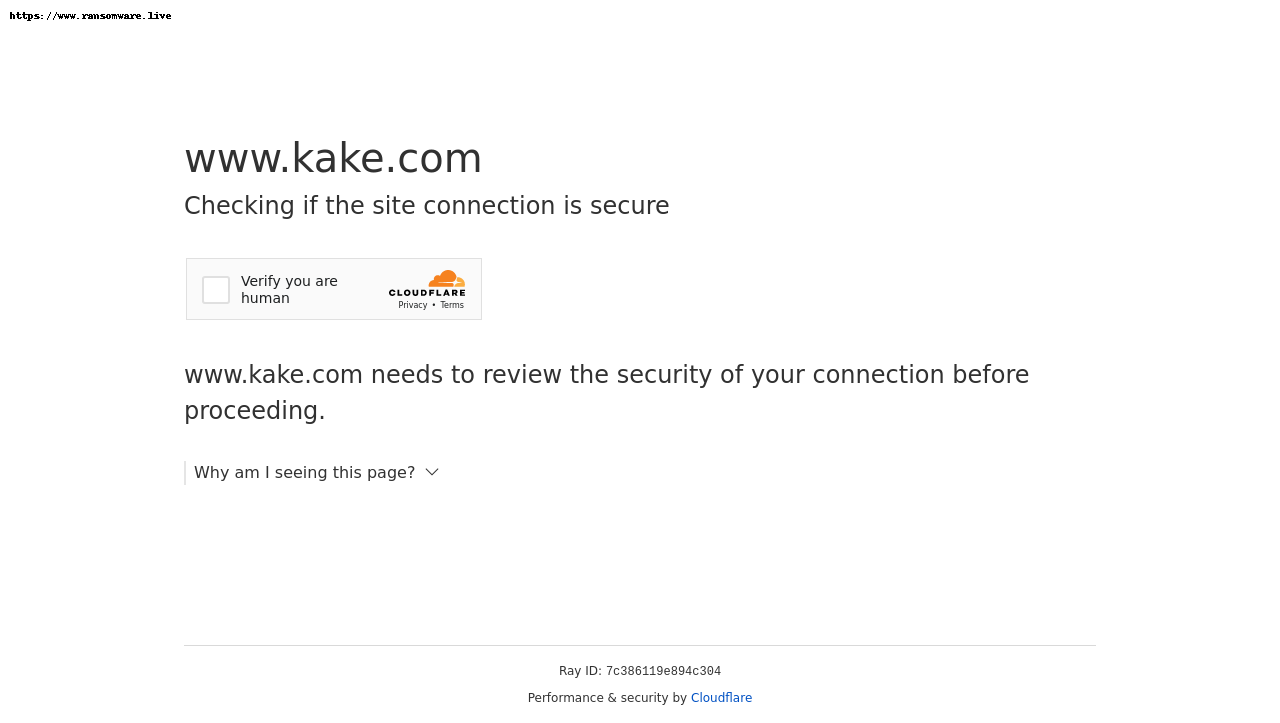 https://www.ransomware.live
www.kake.com
Checking if the site connection is secure
Verify you are
human
CLOUDFLARE
Privacy • Terms
www.kake.com needs to review the security of your connection before
proceeding.
Why am I seeing this page?
Ray ID: 7c386119e894c304
Performance & security by Cloudflare